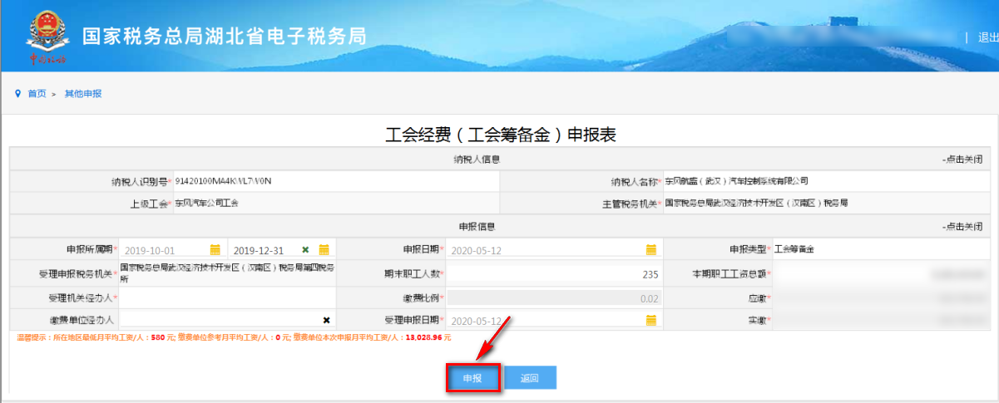 国家税务总局湖北省电子税务局
| 退出
首页 > 其他申报
工会经费（工会筹备金）申报表
纳税人信息 -点击关闭
纳税人识别号* 91420100MA4KWL7W0N 纳税人名称* 东风航盛（武汉）汽车控制系统有限公司
上级工会* 东风汽车公司工会 主管税务机关* 国家税务总局武汉经济技术开发区（汉南区）税务局
申报信息 -点击关闭
申报所属期* 2019-10-01 2019-12-31 申报日期* 2020-05-12 申报类型* 工会筹备金
受理申报税务机关* 国家税务总局武汉经济技术开发区（汉南区）税务局第四税务所 期末职工人数* 235 本期职工工资总额*
受理机关经办人* 缴费比例* 0.02 应缴*
缴费单位经办人 受理申报日期* 2020-05-12 实缴*
温馨提示：所在地区最低月平均工资/人：580 元; 缴费单位参考月平均工资/人：0 元; 缴费单位本次申报月平均工资/人：13,028.96 元
申报 返回